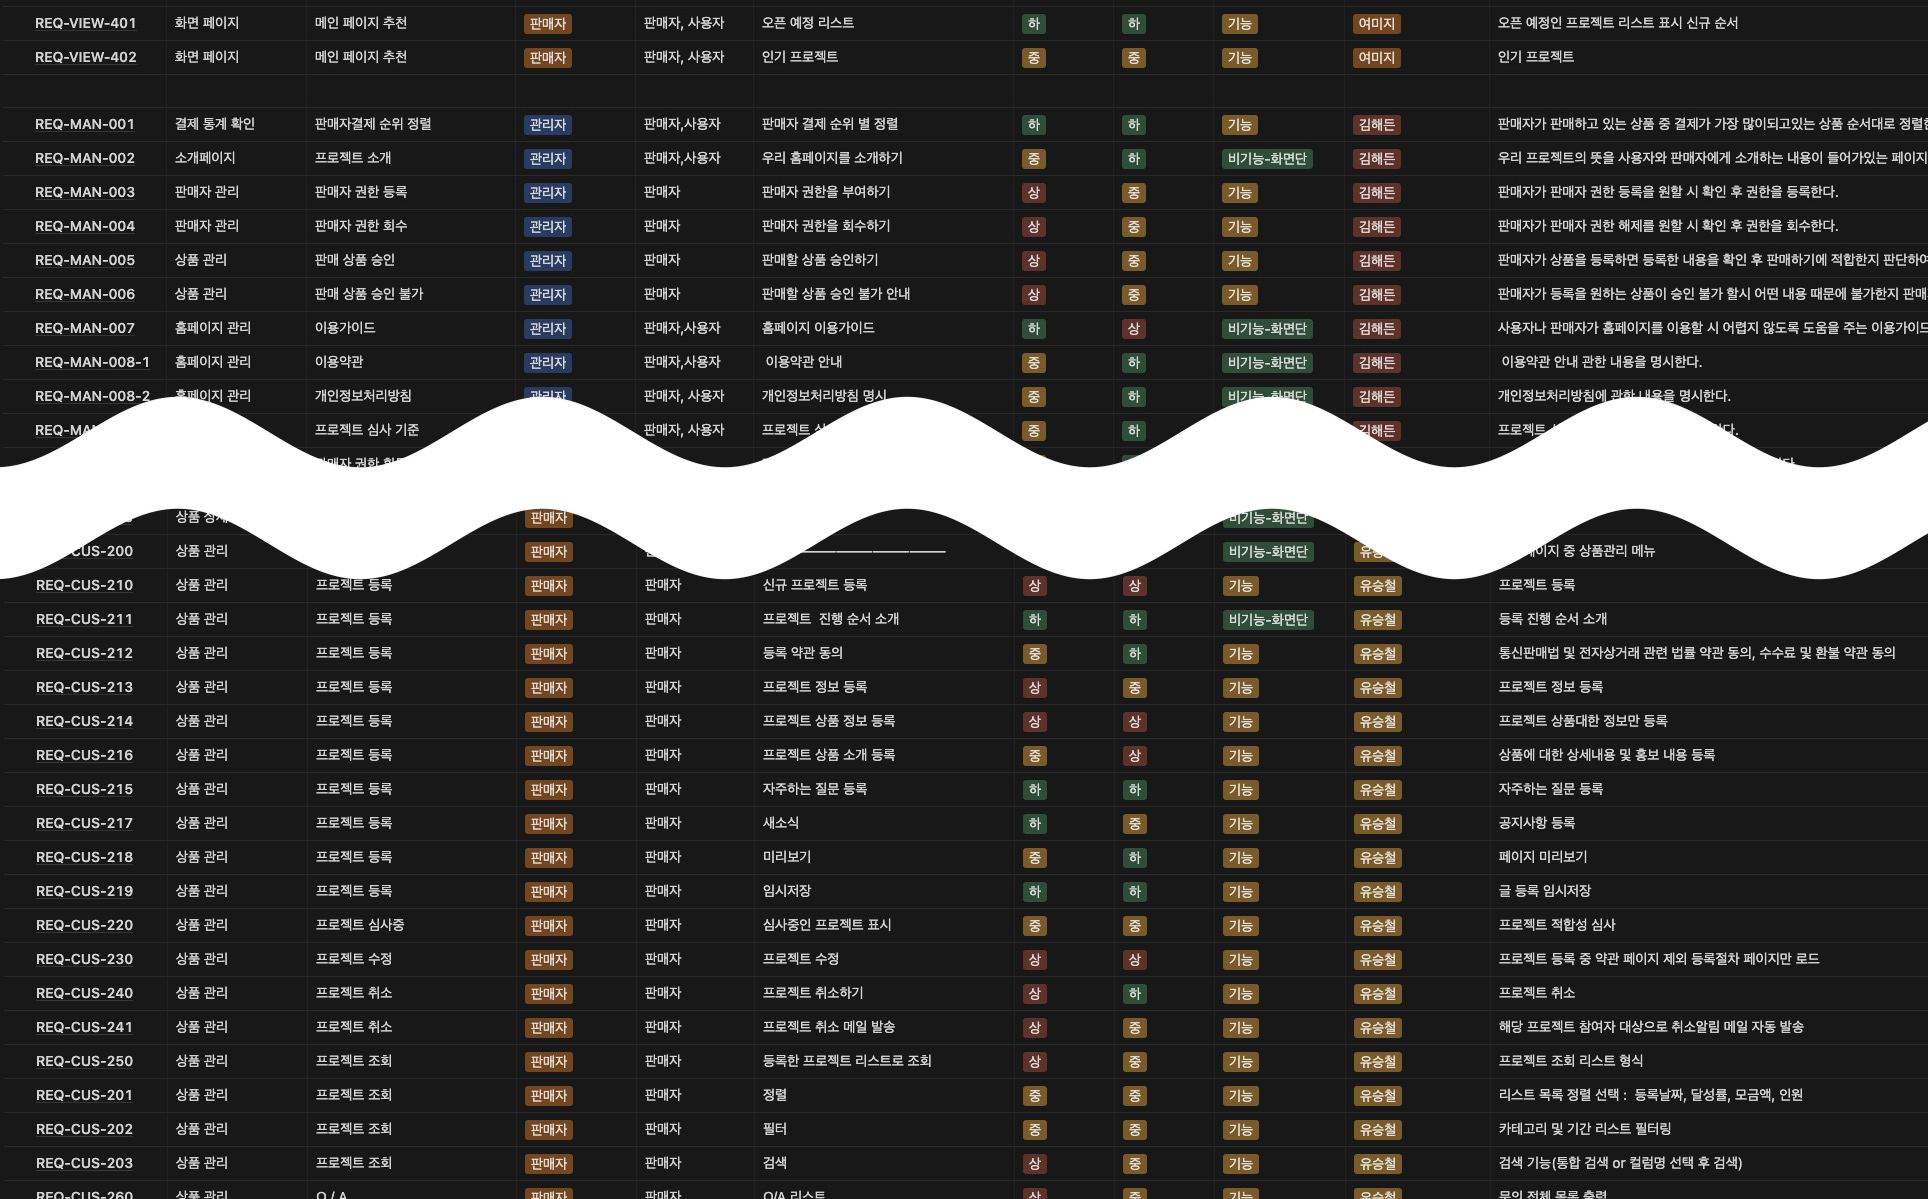 REQ-VIEW-401 화면 페이지 메인 페이지 추천 판매자 판매자, 사용자 오픈 예정 리스트 하 하 기능 여미지 오픈 예정인 프로젝트 리스트 표시 신규 순서
REQ-VIEW-402 화면 페이지 메인 페이지 추천 판매자 판매자, 사용자 인기 프로젝트 중 중 기능 여미지 인기 프로젝트
REQ-MAN-001 결제 통계 확인 판매자결제 순위 정렬 관리자 판매자,사용자 판매자 결제 순위 별 정렬 하 하 기능 김해든 판매자가 판매하고 있는 상품 중 결제가 가장 많이되고있는 상품 순서대로
REQ-MAN-002 소개페이지 프로젝트 소개 관리자 판매자,사용자 우리 홈페이지를 소개하기 중 하 비기능-화면단 김해든 우리 프로젝트의 뜻을 사용자와 판매자에게 소개하는 내용이 들어가있는 페이지
REQ-MAN-003 판매자 관리 판매자 권한 등록 관리자 판매자 판매자 권한을 부여하기 상 중 기능 김해든 판매자가 판매자 권한 등록을 원할 시 확인 후 권한을 등록한다.
REQ-MAN-004 판매자 관리 판매자 권한 회수 관리자 판매자 판매자 권한을 회수하기 상 중 기능 김해든 판매자가 판매자 권한 해제를 원할 시 확인 후 권한을 회수한다.
REQ-MAN-005 상품 관리 판매 상품 승인 관리자 판매자 판매할 상품 승인하기 상 중 기능 김해든 판매자가 상품을 등록하면 등록한 내용을 확인 후 판매하기에 적합한지 판단하여
REQ-MAN-006 상품 관리 판매 상품 승인 불가 관리자 판매자 판매할 상품 승인 불가 안내 상 중 기능 김해든 판매자가 등록을 원하는 상품이 승인 불가 할시 어떤 내용 때문에 불가한지 판매
REQ-MAN-007 홈페이지 관리 이용가이드 관리자 판매자,사용자 홈페이지 이용가이드 하 상 비기능-화면단 김해든 사용자나 판매자가 홈페이지를 이용할 시 어렵지 않도록 도움을 주는 이용가이드
REQ-MAN-008-1 홈페이지 관리 이용약관 관리자 판매자,사용자 이용약관 안내 중 하 비기능-화면단 김해든 이용약관 안내 관한 내용을 명시한다.
REQ-MAN-008-2 홈페이지 관리 개인정보처리방침 관리자 판매자, 사용자 개인정보처리방침 명시 중 하 비기능-화면단 김해든 개인정보처리방침에 관한 내용을 명시한다.
프로젝트 심사 기준 판매자, 사용자 프로젝트 중 하 김해든 프로젝트
판매자 권한
상품 판매자 비기능-화면단
CUS-200 상품 관리 판매자 비기능-화면단 중 상품관리 메뉴
REQ-CUS-210 상품 관리 프로젝트 등록 판매자 판매자 신규 프로젝트 등록 상 상 기능 유승철 프로젝트 등록
REQ-CUS-211 상품 관리 프로젝트 등록 판매자 판매자 프로젝트 진행 순서 소개 하 하 비기능-화면단 유승철 등록 진행 순서 소개
REQ-CUS-212 상품 관리 프로젝트 등록 판매자 판매자 등록 약관 동의 중 하 기능 유승철 통신판매법 및 전자상거래 관련 법률 약관 동의, 수수료 및 환불 약관 동의
REQ-CUS-213 상품 관리 프로젝트 등록 판매자 판매자 프로젝트 정보 등록 상 중 기능 유승철 프로젝트 정보 등록
REQ-CUS-214 상품 관리 프로젝트 등록 판매자 판매자 프로젝트 상품 정보 등록 상 상 기능 유승철 프로젝트 상품대한 정보만 등록
REQ-CUS-216 상품 관리 프로젝트 등록 판매자 판매자 프로젝트 상품 소개 등록 중 상 기능 유승철 상품에 대한 상세내용 및 홍보 내용 등록
REQ-CUS-215 상품 관리 프로젝트 등록 판매자 판매자 자주하는 질문 등록 하 하 기능 유승철 자주하는 질문 등록
REQ-CUS-217 상품 관리 프로젝트 등록 판매자 판매자 새소식 하 중 기능 유승철 공지사항 등록
REQ-CUS-218 상품 관리 프로젝트 등록 판매자 판매자 미리보기 중 하 기능 유승철 페이지 미리보기
REQ-CUS-219 상품 관리 프로젝트 등록 판매자 판매자 임시저장 하 하 기능 유승철 글 등록 임시저장
REQ-CUS-220 상품 관리 프로젝트 심사중 판매자 판매자 심사중인 프로젝트 표시 중 중 기능 유승철 프로젝트 적합성 심사
REQ-CUS-230 상품 관리 프로젝트 수정 판매자 판매자 프로젝트 수정 상 상 기능 유승철 프로젝트 등록 중 약관 페이지 제외 등록절차 페이지만 로드
REQ-CUS-240 상품 관리 프로젝트 취소 판매자 판매자 프로젝트 취소하기 상 하 기능 유승철 프로젝트 취소
REQ-CUS-241 상품 관리 프로젝트 취소 판매자 판매자 프로젝트 취소 메일 발송 상 중 기능 유승철 해당 프로젝트 참여자 대상으로 취소알림 메일 자동 발송
REQ-CUS-250 상품 관리 프로젝트 조회 판매자 판매자 등록한 프로젝트 리스트로 조회 상 중 기능 유승철 프로젝트 조회 리스트 형식
REQ-CUS-201 상품 관리 프로젝트 조회 판매자 판매자 정렬 중 중 기능 유승철 리스트 목록 정렬 선택 : 등록날짜, 달성률, 모금액, 인원
REQ-CUS-202 상품 관리 프로젝트 조회 판매자 판매자 필터 중 중 기능 유승철 카테고리 및 기간 리스트 필터링
REQ-CUS-203 상품 관리 프로젝트 조회 판매자 판매자 검색 상 중 기능 유승철 검색 기능(통합 검색 or 컬럼명 선택 후 검색)
REQ-CUS-260 상품 관리 Q / A 판매자 판매자 Q/A 리스트 상 중 기능 유승철 문의 전체 목록 출력